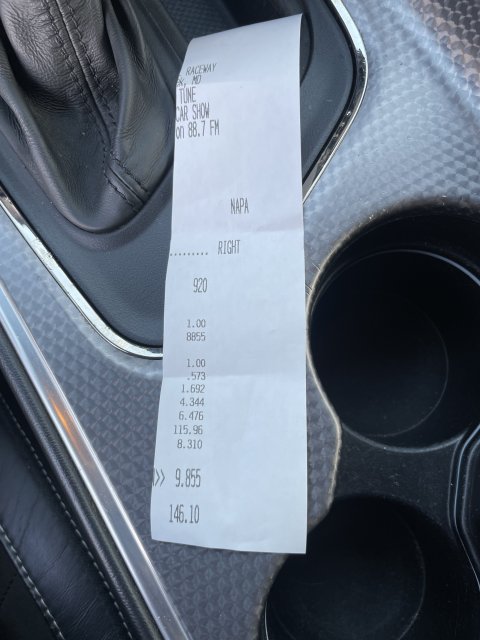 RACEWAY
, MD
TUNE
CAR SHOW
on 88.7 FM
NAPA
......... RIGHT
920
1.00
8855
1.00
.573
1.692
4.344
6.476
115.96
8.310
>> 9.855
146.10